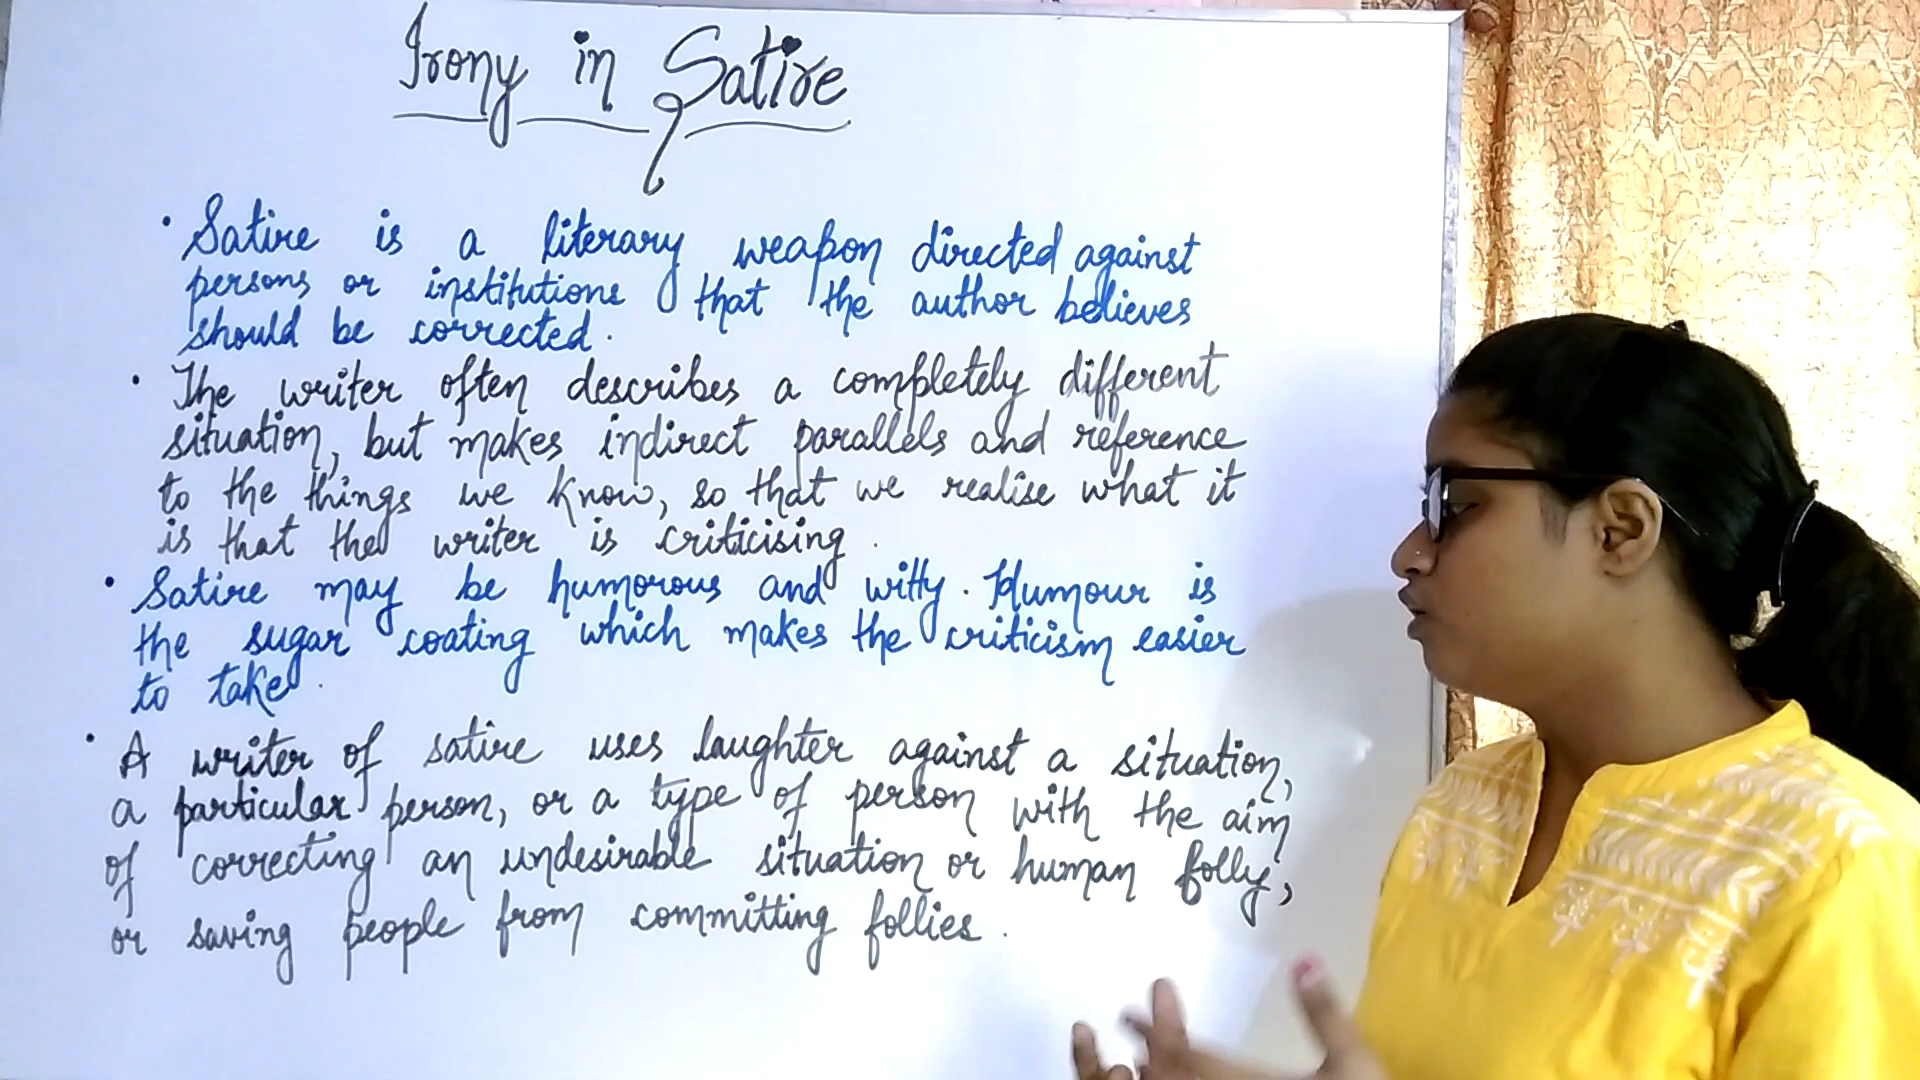 Irony in Satire
• Satire is a literary weapon directed against
persons or institutions that the author believes
should be corrected.
• The writer often describes a completely different
situation, but makes indirect parallels and reference
to the things we know, so that we realise what it
is that the writer is criticising.
• Satire may be humorous and witty. Humour is
the sugar coating which makes the criticism easier
to take.
• A writer of satire uses laughter against a situation,
a particular person, or a type of person with the aim
of correcting an undesirable situation or human folly,
or saving people from committing follies.